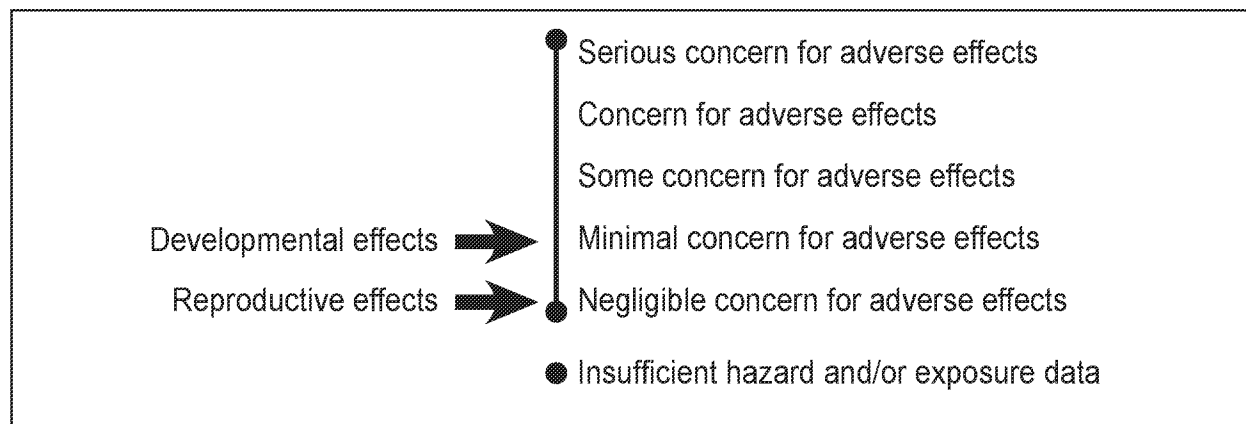 Serious concern for adverse effects
Concern for adverse effects
Some concern for adverse effects
Developmental effects Minimal concern for adverse effects
Reproductive effects Negligible concern for adverse effects
Insufficient hazard and/or exposure data